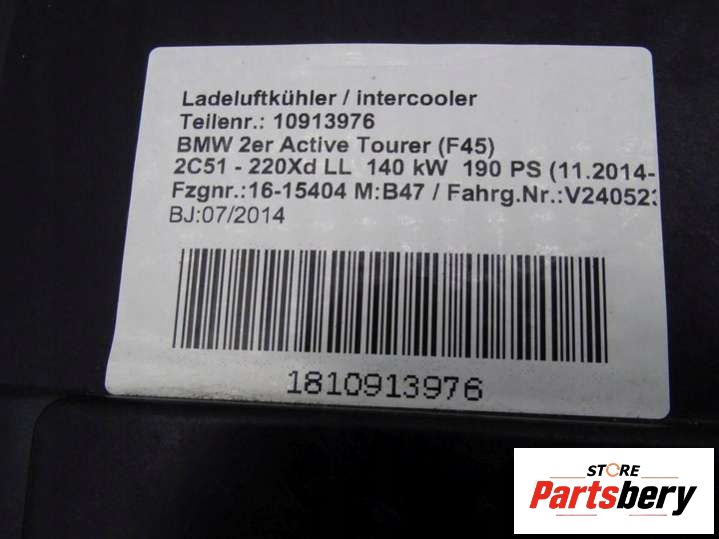 Ladeluftkühler / intercooler
Teilenr.: 10913976
BMW 2er Active Tourer (F45)
2C51 - 220Xd LL 140 kW 190 PS (11.2014-
Fzgnr.:16-15404 M:B47 / Fahrg.Nr.:V24052
BJ:07/2014
1810913976
STORE
Partsbery